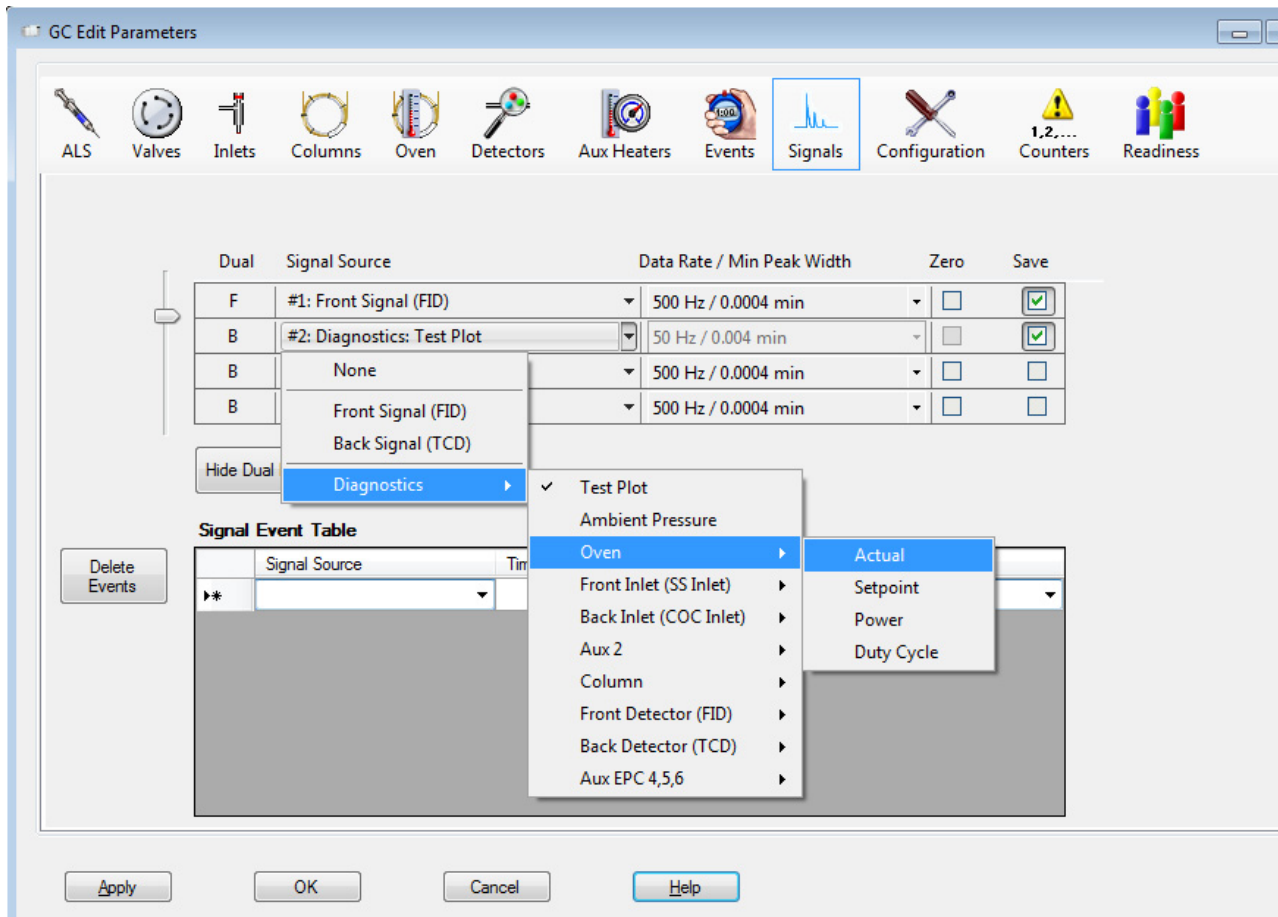 GC Edit Parameters
ALS Valves Inlets Columns Oven Detectors Aux Heaters Events Signals Configuration Counters Readiness
1:00
1,2,...
Dual Signal Source Data Rate / Min Peak Width Zero Save
F #1: Front Signal (FID) 500 Hz / 0.0004 min
B #2: Diagnostics: Test Plot 50 Hz / 0.004 min
B 500 Hz / 0.0004 min
B 500 Hz / 0.0004 min
None
Front Signal (FID)
Back Signal (TCD)
Diagnostics
Hide Dual
Test Plot
Ambient Pressure
Oven
Front Inlet (SS Inlet)
Back Inlet (COC Inlet)
Aux 2
Column
Front Detector (FID)
Back Detector (TCD)
Aux EPC 4,5,6
Actual
Setpoint
Power
Duty Cycle
Signal Event Table
Delete
Events
Signal Source
Apply OK Cancel Help